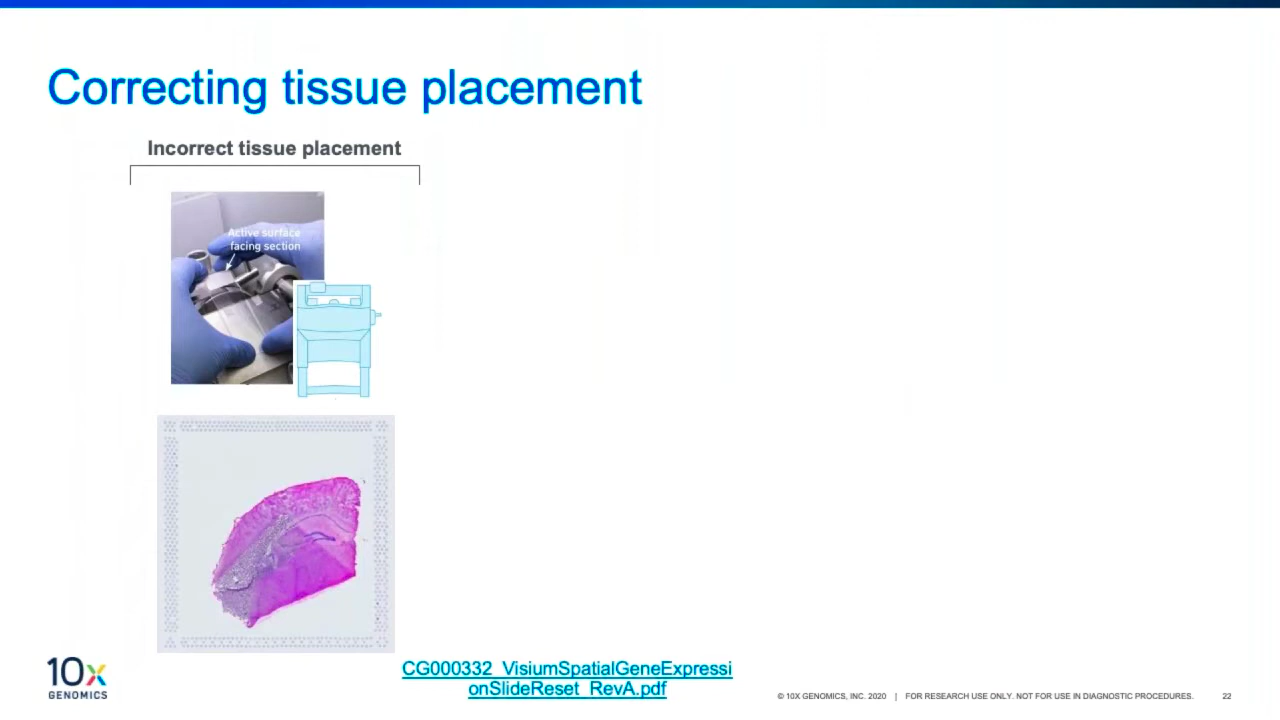 Correcting tissue placement
Incorrect tissue placement
Active surface
facing section
10x
GENOMICS
CG000332_VisiumSpatialGeneExpressi
onSlideReset_RevA.pdf
© 10X GENOMICS, INC. 2020 | FOR RESEARCH USE ONLY. NOT FOR USE IN DIAGNOSTIC PROCEDURES.
22